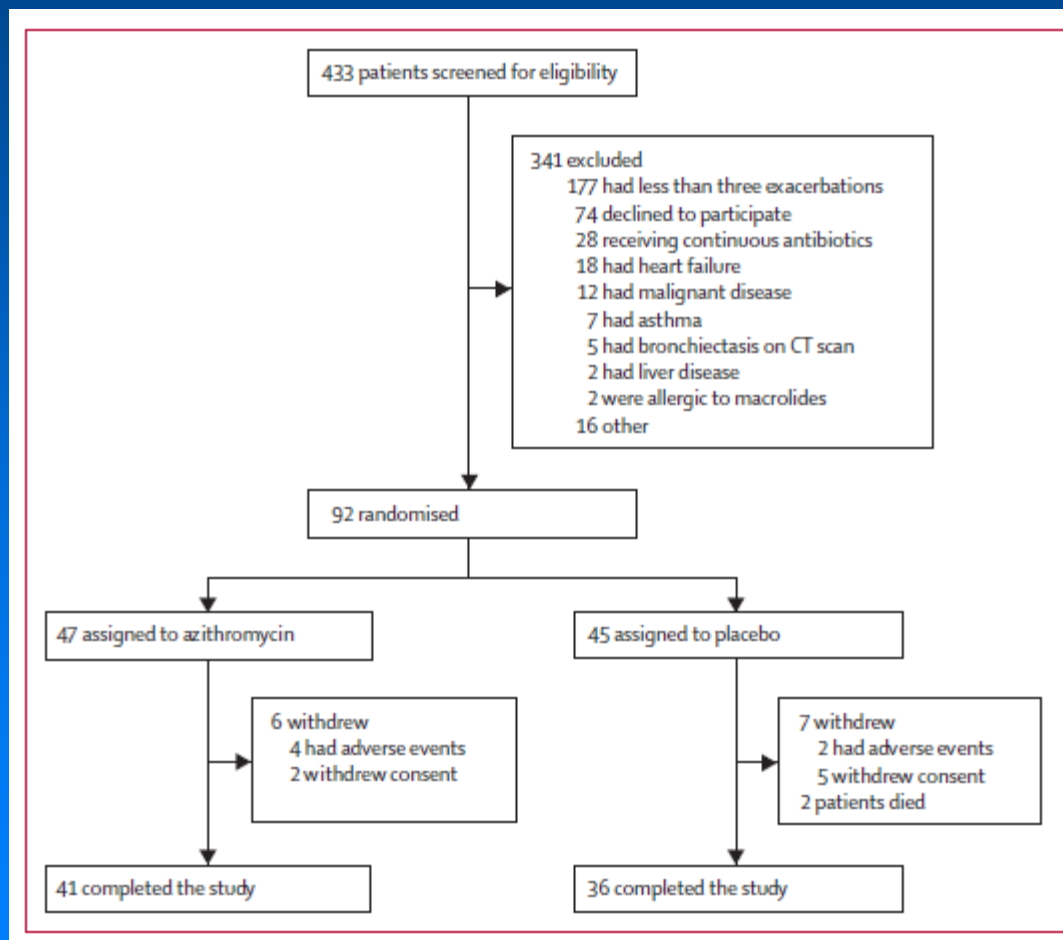 433 patients screened for eligibility
341 excluded
177 had less than three exacerbations
74 declined to participate
28 receiving continuous antibiotics
18 had heart failure
12 had malignant disease
7 had asthma
5 had bronchiectasis on CT scan
2 had liver disease
2 were allergic to macrolides
16 other
92 randomised
47 assigned to azithromycin
45 assigned to placebo
6 withdrew
4 had adverse events
2 withdrew consent
7 withdrew
2 had adverse events
5 withdrew consent
2 patients died
41 completed the study
36 completed the study